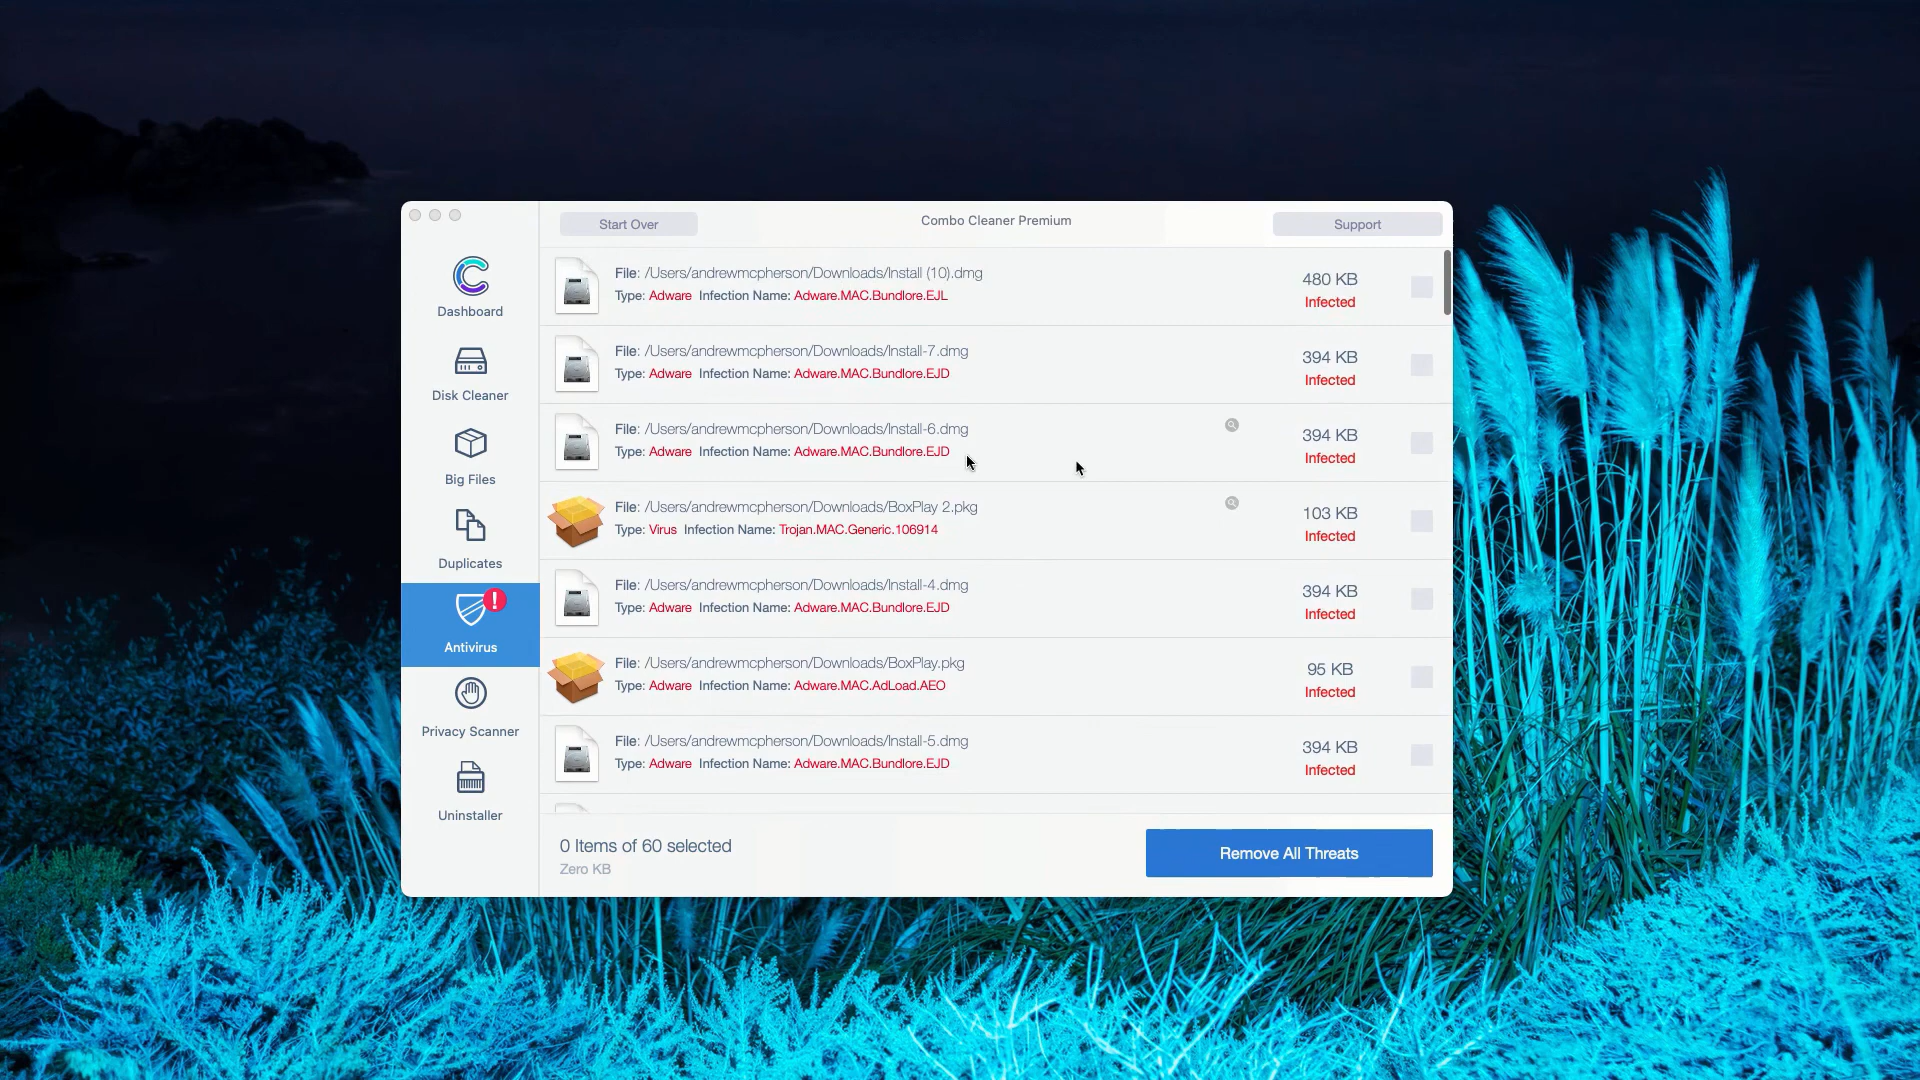 Start Over
Combo Cleaner Premium
Support
Dashboard
Disk Cleaner
Big Files
Duplicates
Antivirus
Privacy Scanner
Uninstaller
File: /Users/andrewmcpherson/Downloads/Install (10).dmg
Type: Adware Infection Name: Adware.MAC.Bundlore.EJL
480 KB
Infected
File: /Users/andrewmcpherson/Downloads/Install-7.dmg
Type: Adware Infection Name: Adware.MAC.Bundlore.EJD
394 KB
Infected
File: /Users/andrewmcpherson/Downloads/Install-6.dmg
Type: Adware Infection Name: Adware.MAC.Bundlore.EJD
394 KB
Infected
File: /Users/andrewmcpherson/Downloads/BoxPlay 2.pkg
Type: Virus Infection Name: Trojan.MAC.Generic.106914
103 KB
Infected
File: /Users/andrewmcpherson/Downloads/Install-4.dmg
Type: Adware Infection Name: Adware.MAC.Bundlore.EJD
394 KB
Infected
File: /Users/andrewmcpherson/Downloads/BoxPlay.pkg
Type: Adware Infection Name: Adware.MAC.AdLoad.AEO
95 KB
Infected
File: /Users/andrewmcpherson/Downloads/Install-5.dmg
Type: Adware Infection Name: Adware.MAC.Bundlore.EJD
394 KB
Infected
0 Items of 60 selected
Zero KB
Remove All Threats